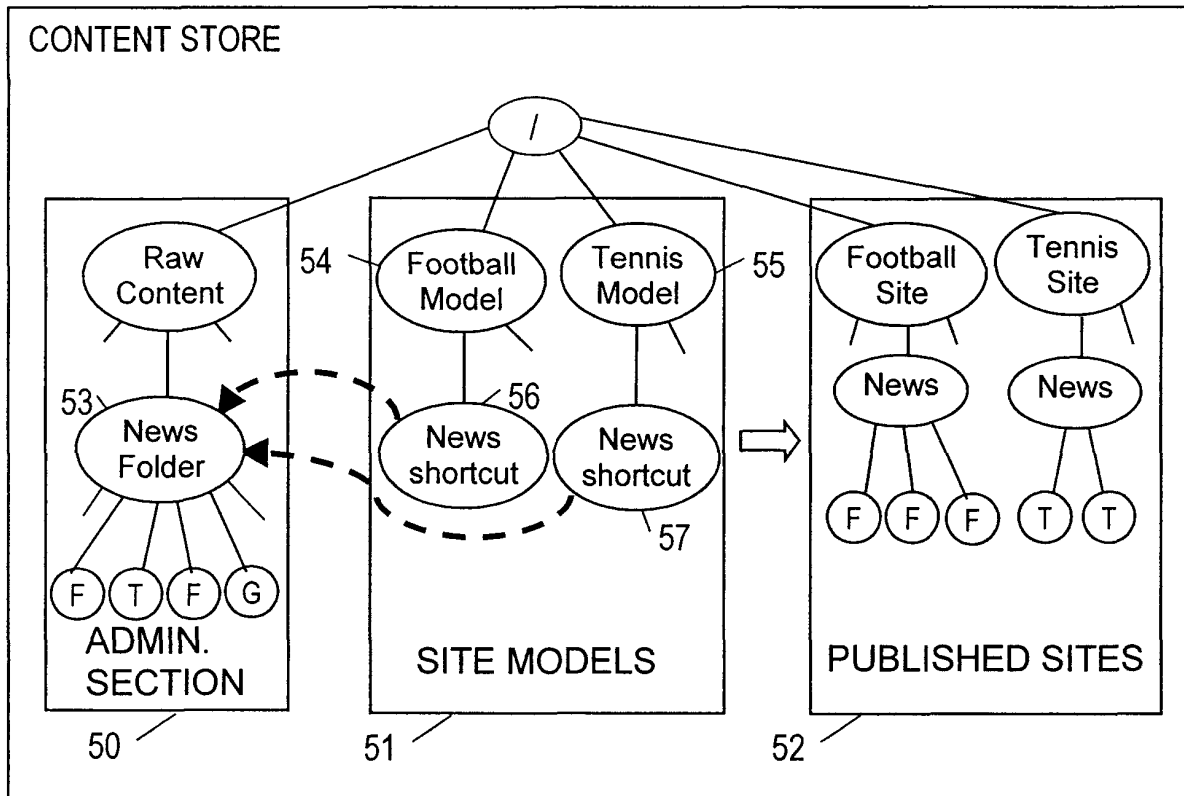 CONTENT STORE
/
Raw
Content
54
Football
Model
Tennis
Model
55
Football
Site
Tennis
Site
53
News
Folder
56
News
shortcut
News
shortcut
57
News
News
F T F G
F F F T T
ADMIN.
SECTION
SITE MODELS
PUBLISHED SITES
50
51
52